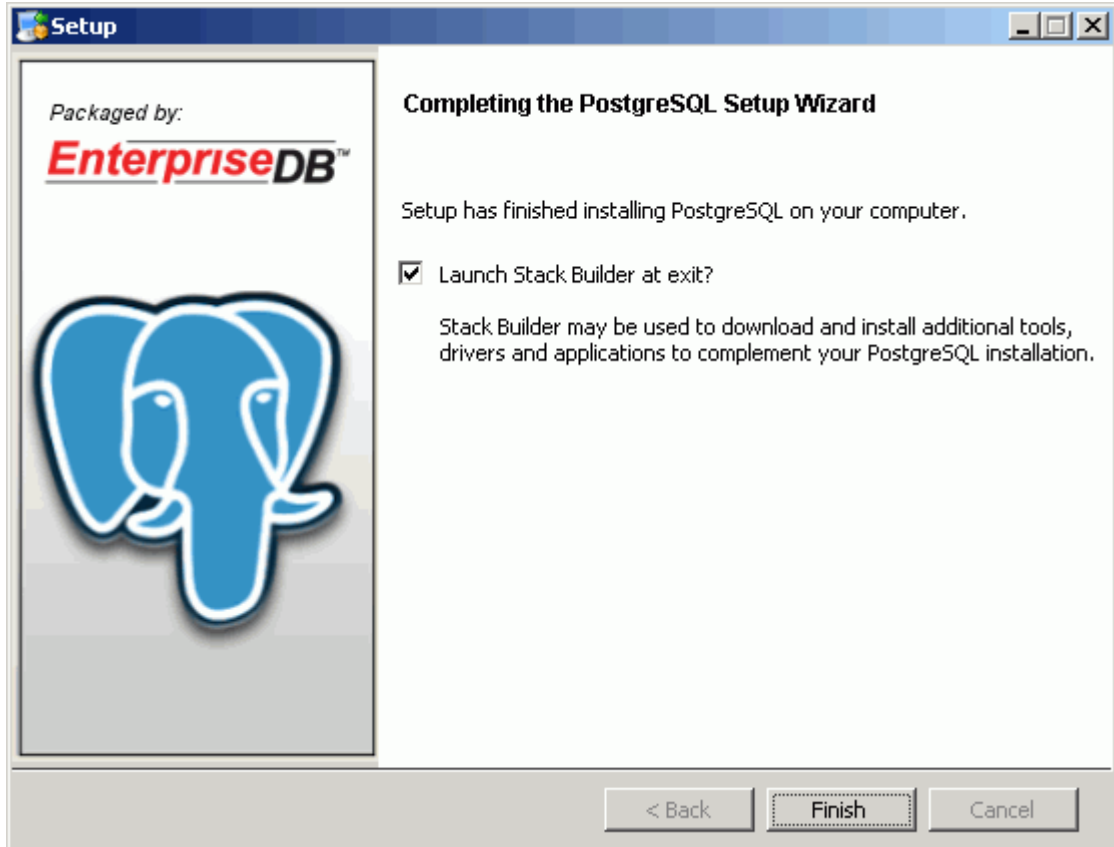 Setup
Packaged by:
EnterpriseDB™
Completing the PostgreSQL Setup Wizard
Setup has finished installing PostgreSQL on your computer.
Launch Stack Builder at exit?
Stack Builder may be used to download and install additional tools,
drivers and applications to complement your PostgreSQL installation.
< Back
Finish
Cancel